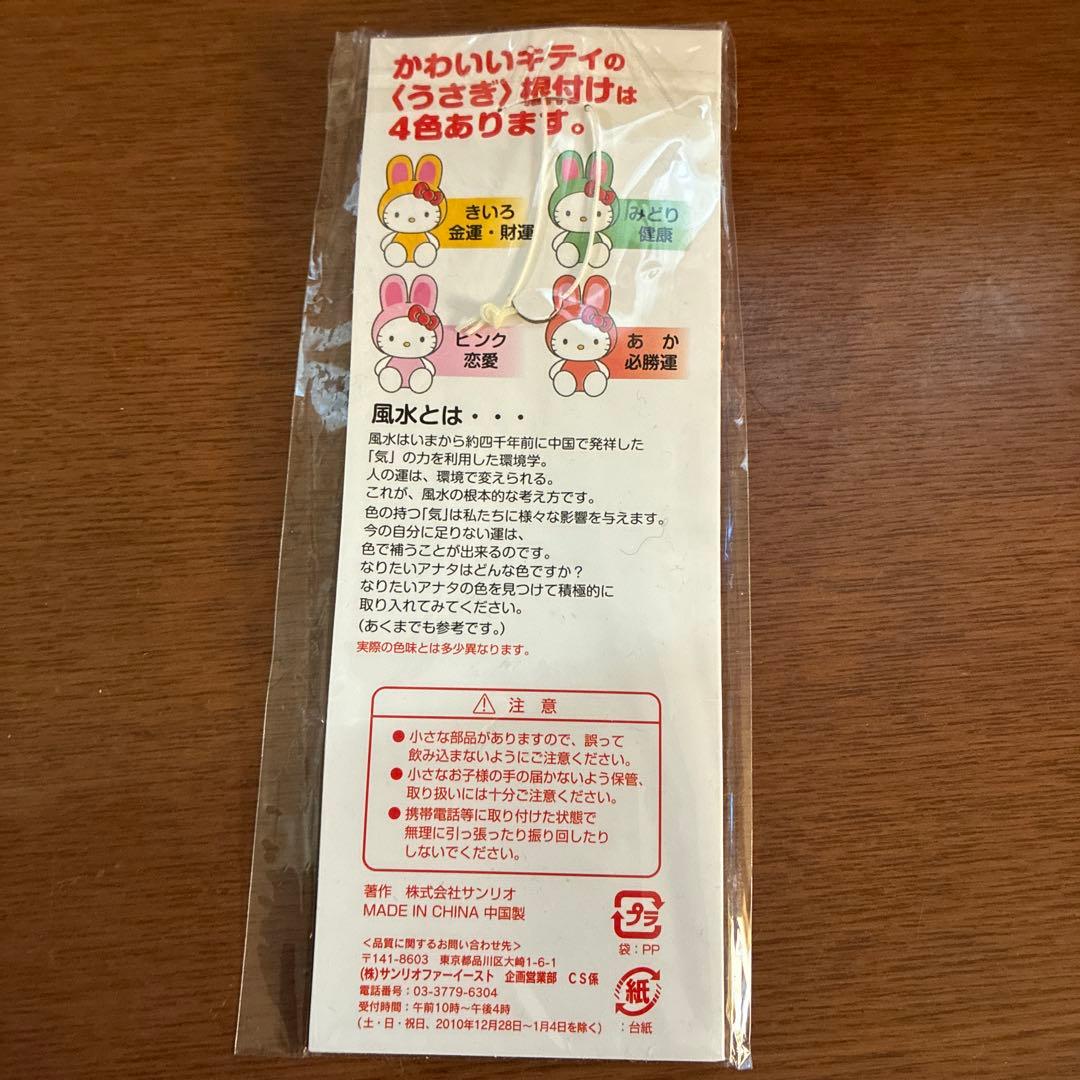 かわいいキティの
〈うさぎ〉根付けは
4色あります。
きいろ
金運・財運
みどり
健康
ピンク
恋愛
あか
必勝運
風水とは・・・
風水はいまから約四千年前に中国で発祥した
「気」の力を利用した環境学。
人の運は、環境で変えられる。
これが、風水の根本的な考え方です。
色の持つ「気」は私たちに様々な影響を与えます。
今の自分に足りない運は、
色で補うことが出来るのです。
なりたいアナタはどんな色ですか？
なりたいアナタの色を見つけて積極的に
取り入れてみてください。
(あくまでも参考です。)
実際の色味とは多少異なります。
注意
●小さな部品がありますので、誤って
飲み込まないようにご注意ください。
●小さなお子様の手の届かないよう保管、
取り扱いには十分ご注意ください。
●携帯電話等に取り付けた状態で
無理に引っ張ったり振り回したり
しないでください。
著作 株式会社サンリオ
MADE IN CHINA 中国製
プラ
袋：PP
＜品質に関するお問い合わせ先＞
〒141-8603 東京都品川区大崎1-6-1
(株)サンリオファーイースト 企画営業部 CS係
電話番号：03-3779-6304
受付時間：午前10時～午後4時
(土・日・祝日、2010年12月28日～1月4日を除く)
紙
：台紙